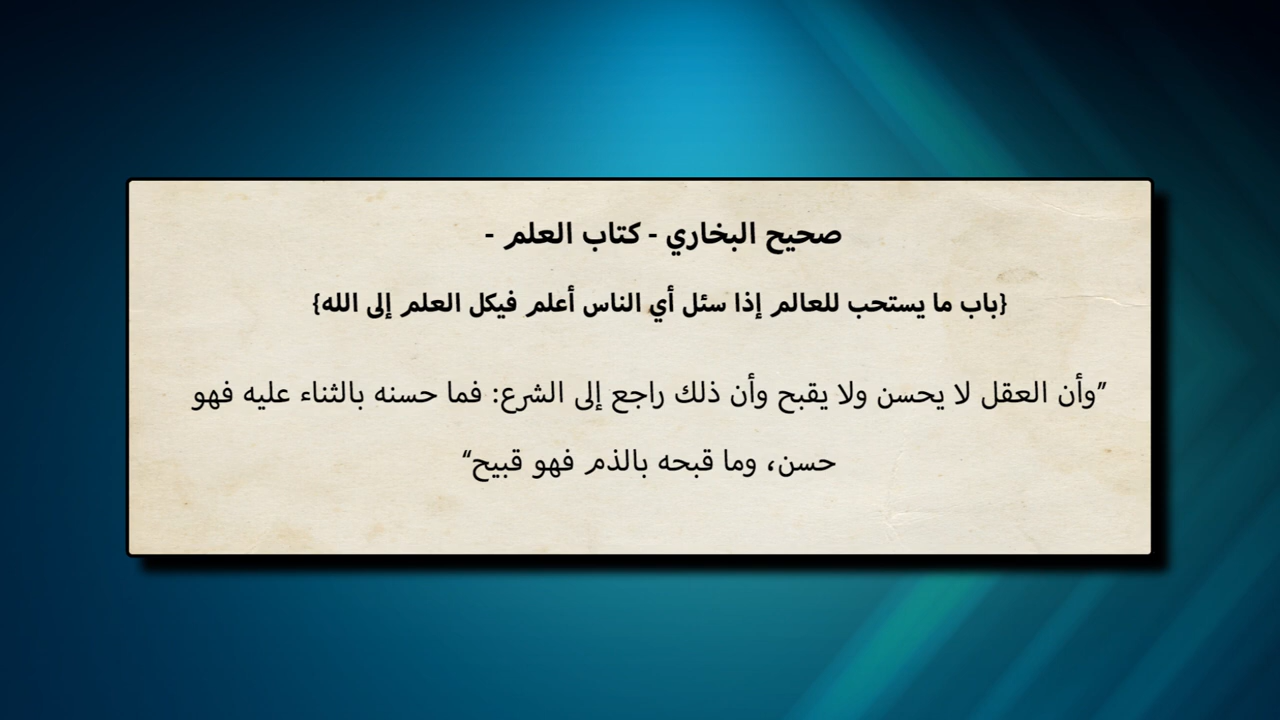 صحيح البخاري - كتاب العلم -
{باب ما يستحب للعالم إذا سئل أي الناس أعلم فيكل العلم إلى الله}
"وأن العقل لا يحسن ولا يقبح وأن ذلك راجع إلى الشرع: فما حسنه بالثناء عليه فهو
حسن، وما قبحه بالذم فهو قبيح"